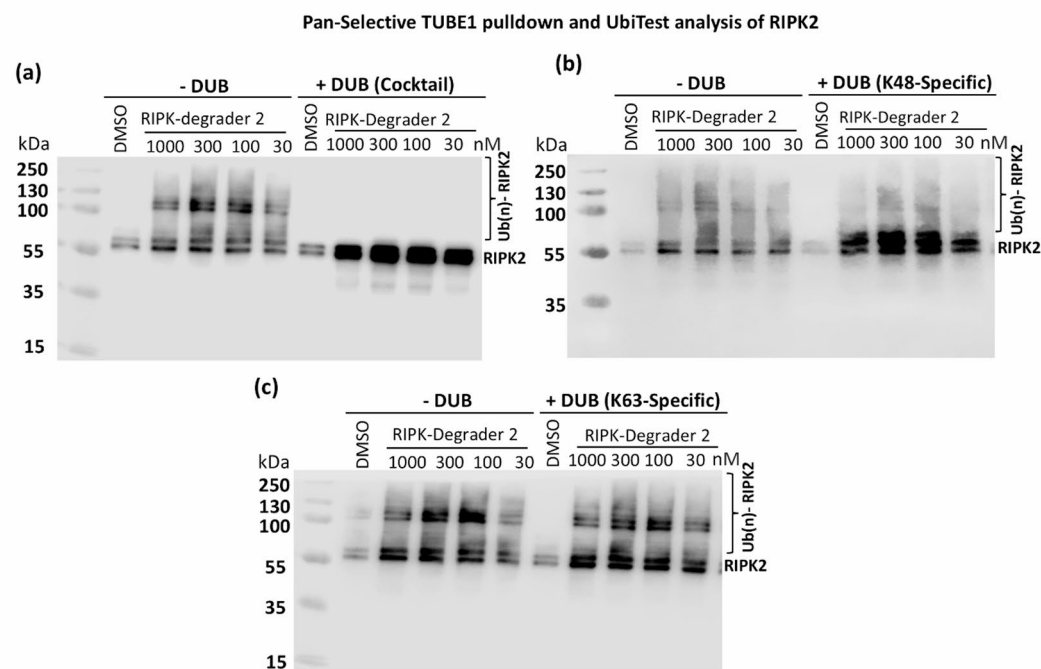 Pan-Selective TUBE1 pulldown and UbiTest analysis of RIPK2
(a)
- DUB + DUB (Cocktail)
DMSO RIPK-degrader 2 DMSO RIPK-Degrader 2
kDa 1000 300 100 30 1000 300 100 30 nM
250
130
100
55
35
15
Ub(n)- RIPK2
RIPK2
(b)
- DUB + DUB (K48-Specific)
DMSO RIPK-Degrader 2 DMSO RIPK-Degrader 2
kDa 1000 300 100 30 1000 300 100 30 nM
250
130
100
55
35
Ub(n)- RIPK2
RIPK2
(c)
- DUB + DUB (K63-Specific)
DMSO RIPK-Degrader 2 DMSO RIPK-Degrader 2
kDa 1000 300 100 30 1000 300 100 30 nM
250
130
100
55
35
15
Ub(n)- RIPK2
RIPK2